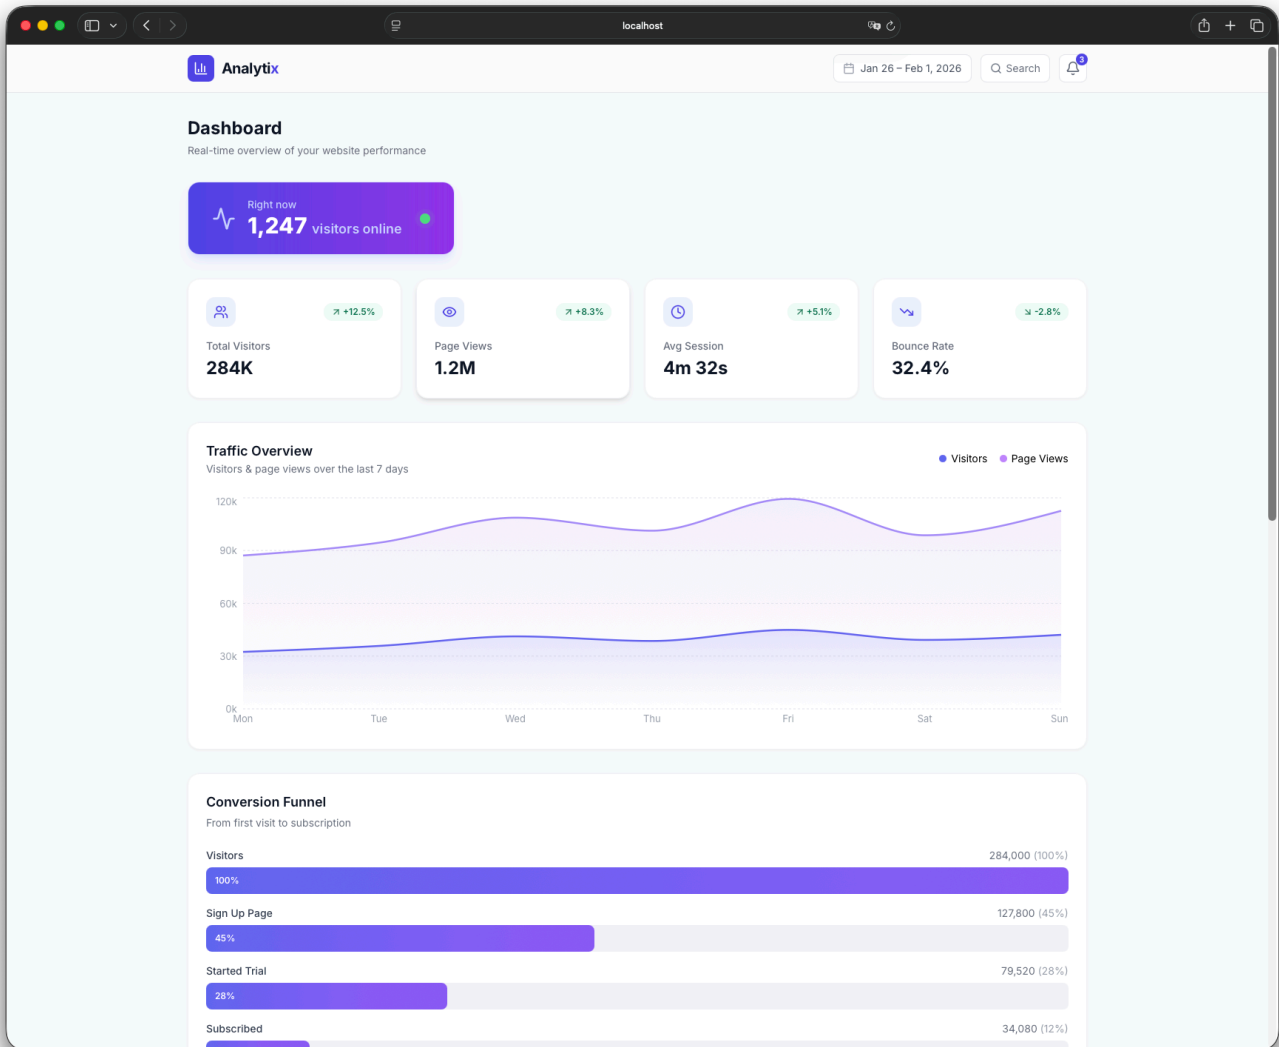 localhost
Analytix
Jan 26 – Feb 1, 2026
Search
3
Dashboard
Real-time overview of your website performance
Right now
1,247 visitors online
+12.5%
Total Visitors
284K
+8.3%
Page Views
1.2M
+5.1%
Avg Session
4m 32s
-2.8%
Bounce Rate
32.4%
Traffic Overview
Visitors & page views over the last 7 days
Visitors
Page Views
120k
90k
60k
30k
0k
Mon Tue Wed Thu Fri Sat Sun
Conversion Funnel
From first visit to subscription
Visitors 284,000 (100%)
100%
Sign Up Page 127,800 (45%)
45%
Started Trial 79,520 (28%)
28%
Subscribed 34,080 (12%)